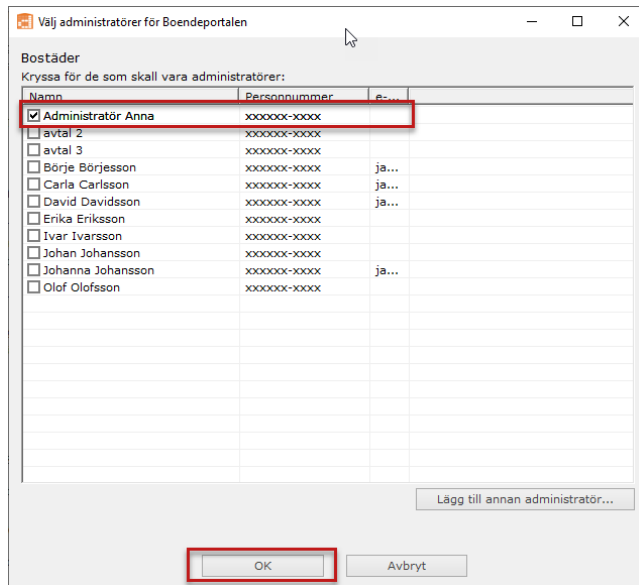 Välj administratörer för Boendeportalen
Bostäder
Kryssa för de som skall vara administratörer:
Namn Personnummer e-...
Administratör Anna xxxxxx-xxxx
avtal 2 xxxxxx-xxxx
avtal 3 xxxxxx-xxxx
Börje Börjesson xxxxxx-xxxx ja...
Carla Carlsson xxxxxx-xxxx ja...
David Davidsson xxxxxx-xxxx ja...
Erika Eriksson xxxxxx-xxxx
Ivar Ivarsson xxxxxx-xxxx
Johan Johansson xxxxxx-xxxx
Johanna Johansson xxxxxx-xxxx ja...
Olof Olofsson xxxxxx-xxxx
Lägg till annan administratör...
OK Avbryt